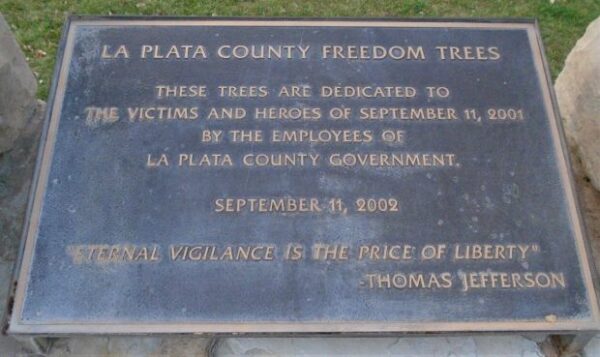 LA PLATA COUNTY FREEDOM TREES
THESE TREES ARE DEDICATED TO
THE VICTIMS AND HEROES OF SEPTEMBER 11, 2001
BY THE EMPLOYEES OF
LA PLATA COUNTY GOVERNMENT.
SEPTEMBER 11, 2002
"ETERNAL VIGILANCE IS THE PRICE OF LIBERTY"
-THOMAS JEFFERSON